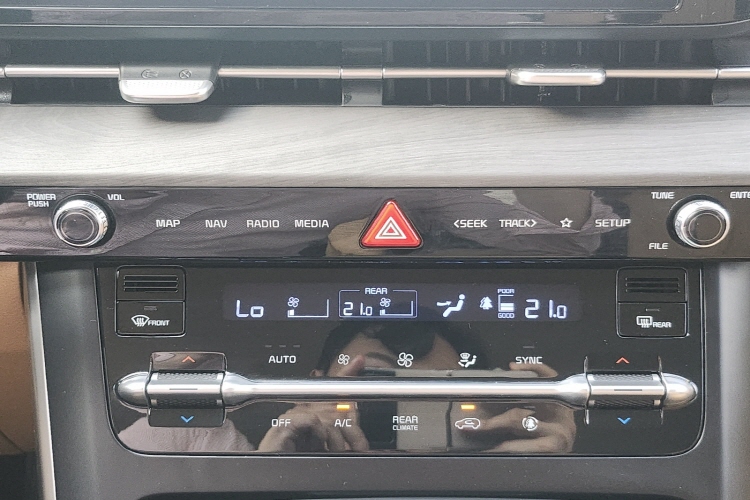 POWER PUSH VOL MAP NAV RADIO MEDIA <SEEK TRACK> ☆ SETUP TUNE FILE
Lo REAR 21.0 POOR GOOD 21.0
FRONT REAR
AUTO SYNC
OFF A/C REAR CLIMATE